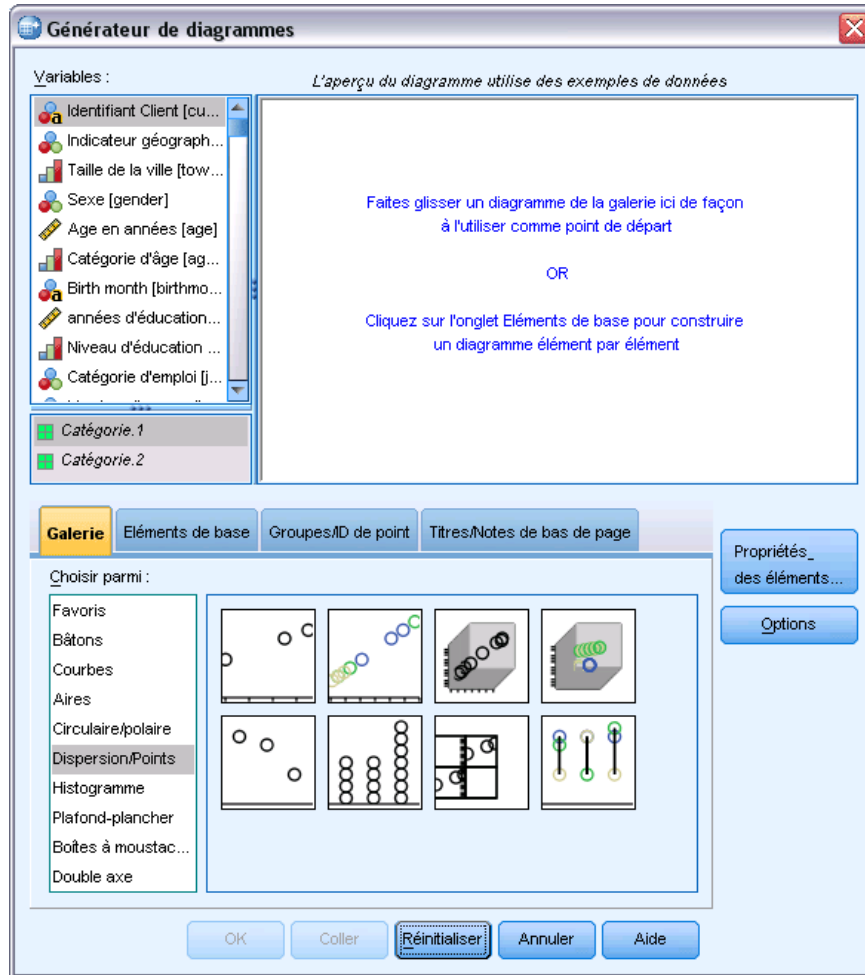 Générateur de diagrammes
Variables :
L'aperçu du diagramme utilise des exemples de données
Identifiant Client [cu...
Indicateur géograph...
Taille de la ville [tow...
Sexe [gender]
Age en années [age]
Catégorie d'âge [ag...
Birth month [birthmo...
années d'éducation...
Niveau d'éducation ...
Catégorie d'emploi [j...
Faites glisser un diagramme de la galerie ici de façon
à l'utiliser comme point de départ
OR
Cliquez sur l'onglet Eléments de base pour construire
un diagramme élément par élément
Catégorie.1
Catégorie.2
Galerie
Eléments de base
Groupes/ID de point
Titres/Notes de bas de page
Propriétés_
des éléments...
Options
Choisir parmi :
Favoris
Bâtons
Courbes
Aires
Circulaire/polaire
Dispersion/Points
Histogramme
Plafond-plancher
Boîtes à moustac...
Double axe
OK
Coller
Réinitialiser
Annuler
Aide